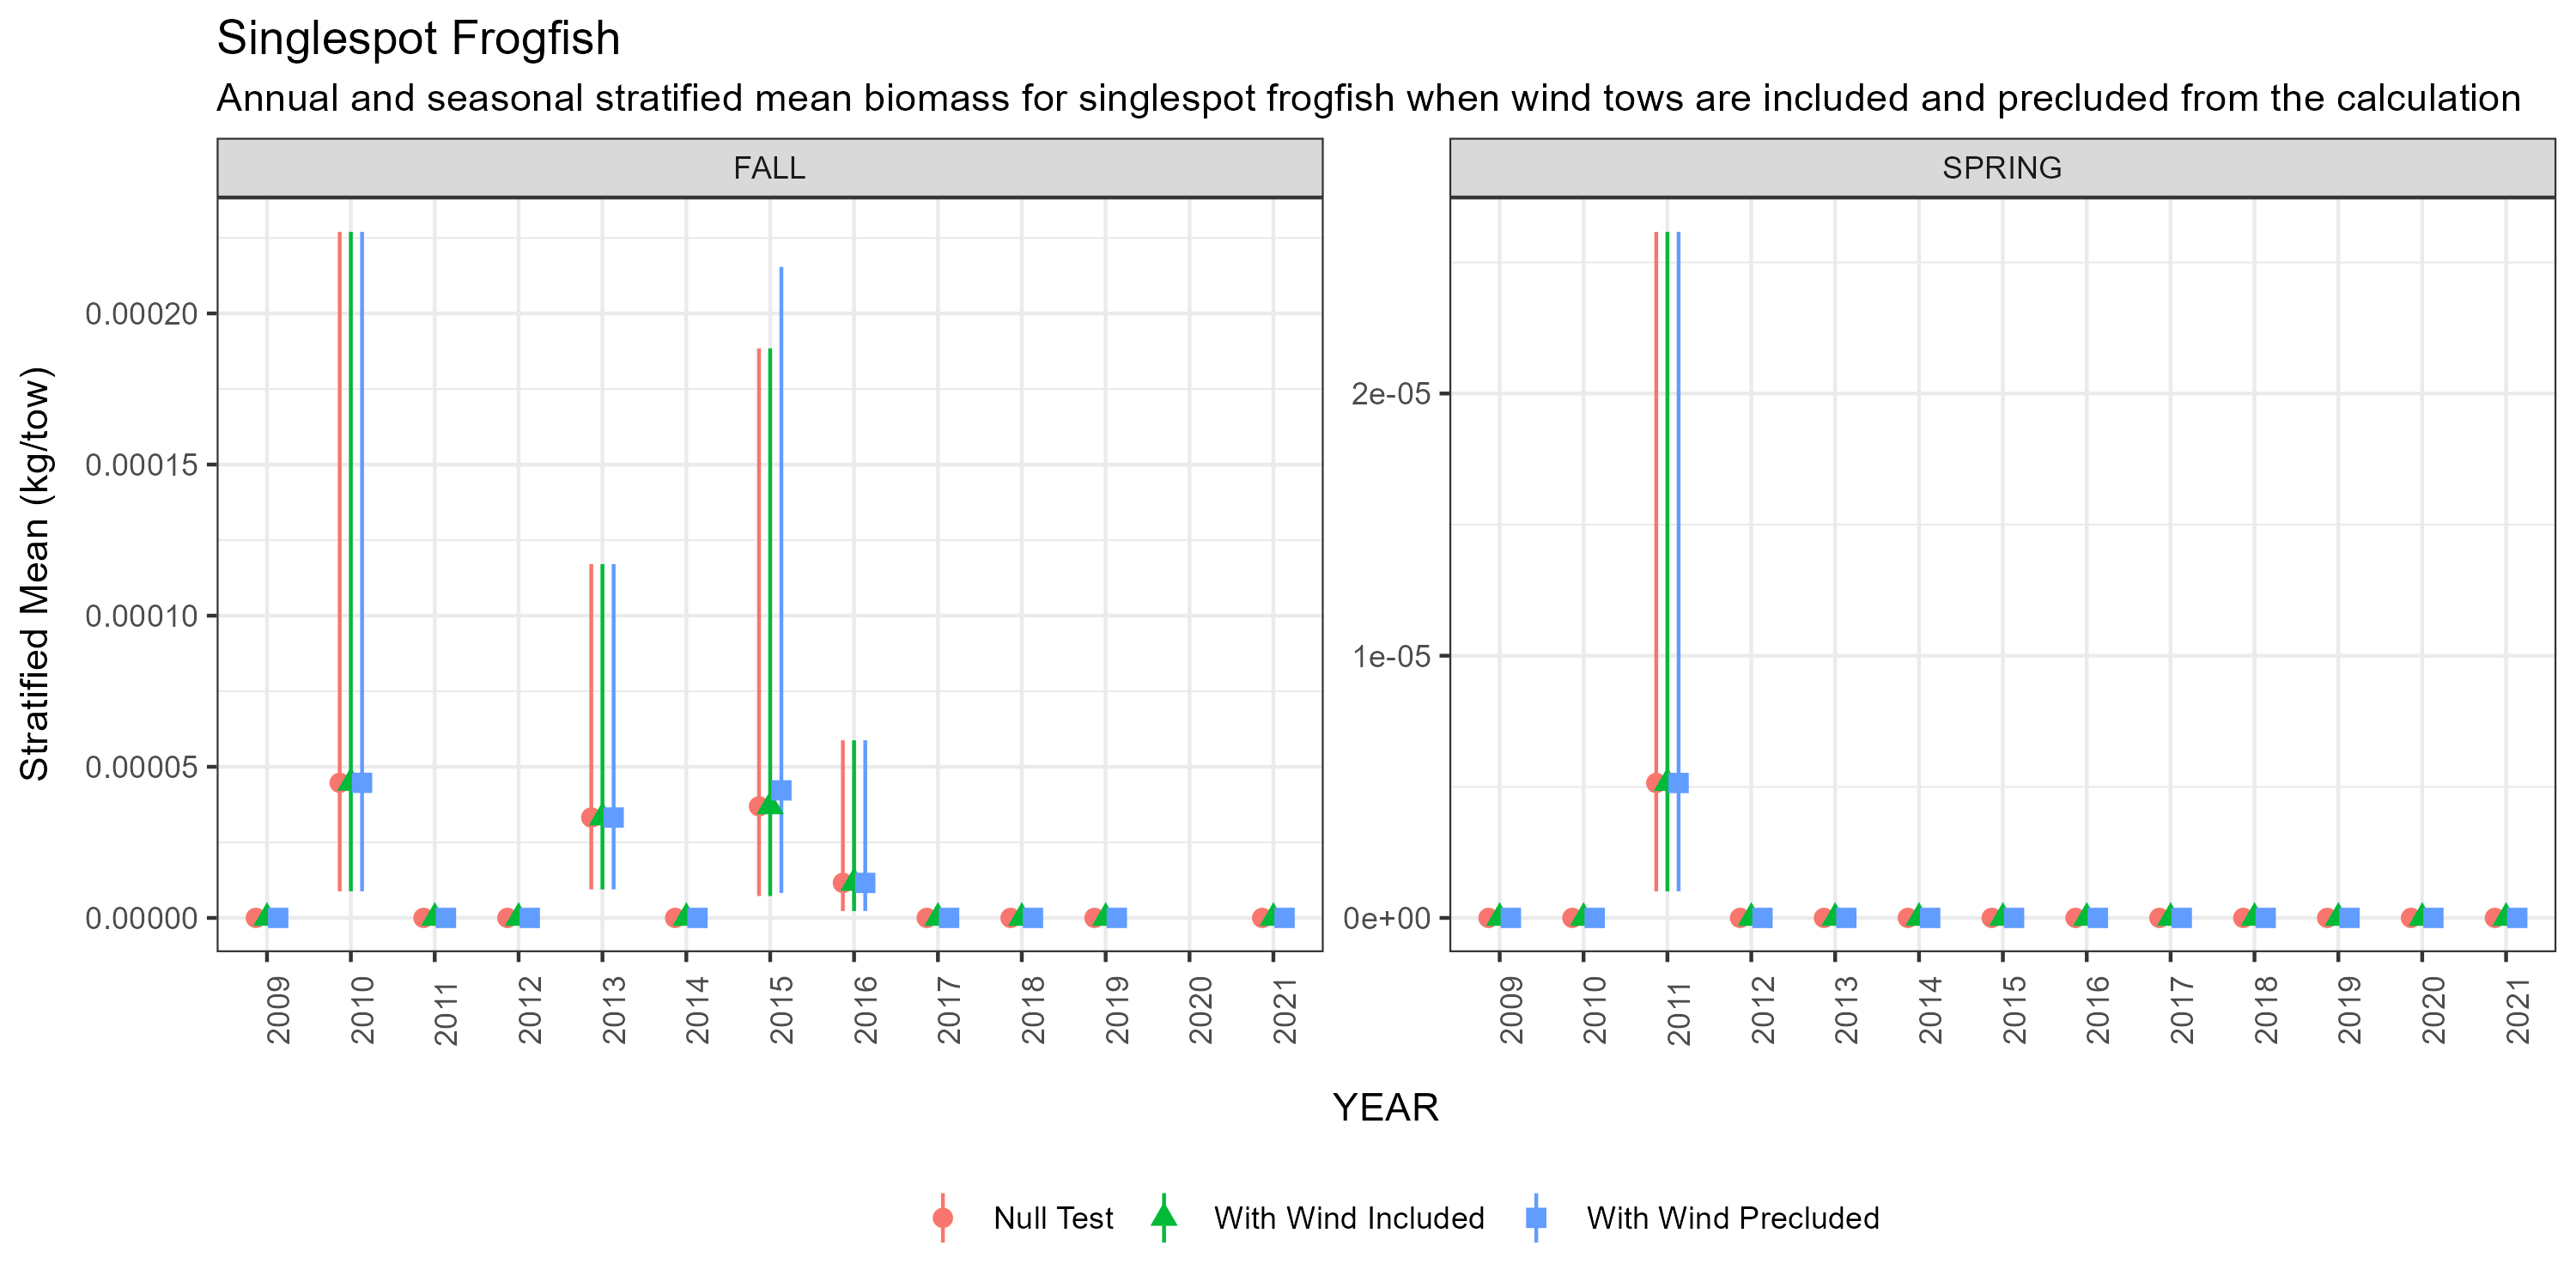 Singlespot Frogfish
Annual and seasonal stratified mean biomass for singlespot frogfish when wind tows are included and precluded from the calculation
FALL
SPRING
Stratified Mean (kg/tow)
0.00020
0.00015
0.00010
0.00005
0.00000
2e-05
1e-05
0e+00
2009 2010 2011 2012 2013 2014 2015 2016 2017 2018 2019 2020 2021
2009 2010 2011 2012 2013 2014 2015 2016 2017 2018 2019 2020 2021
YEAR
Null Test With Wind Included With Wind Precluded